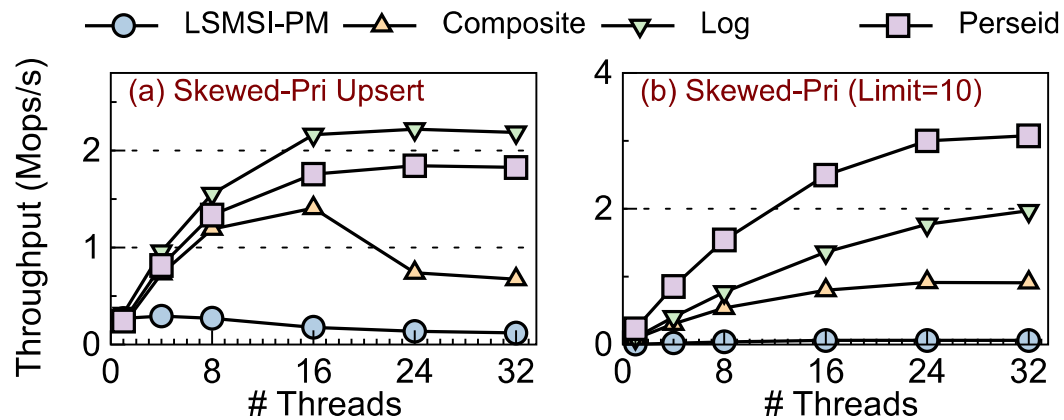 LSMSI-PM Composite Log Perseid
Throughput (Mops/s)
(a) Skewed-Pri Upsert
2
1
0
0 8 16 24 32
# Threads
(b) Skewed-Pri (Limit=10)
4
2
0
0 8 16 24 32
# Threads